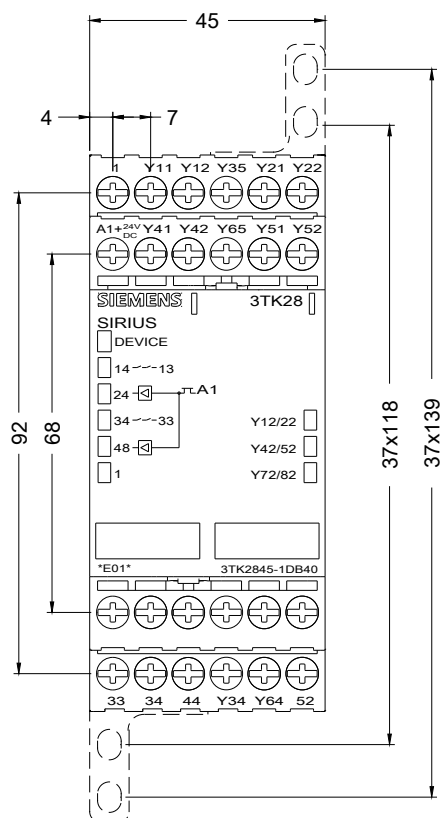 45
4 7
1 Y11 Y12 Y35 Y21 Y22
A1+ 24V DC Y41 Y42 Y65 Y51 Y52
SIEMENS 3TK28
SIRIUS
DEVICE
14 13
24 A1
34 33 Y12/22
48 Y42/52
1 Y72/82
*E01* 3TK2845-1DB40
33 34 44 Y34 Y64 52
92
68
37x118
37x139